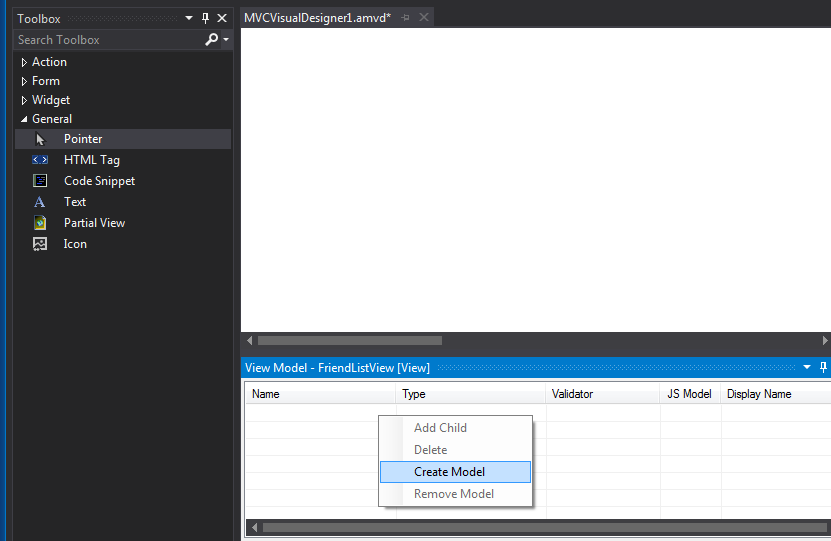 Toolbox
Search Toolbox
Action
Form
Widget
General
Pointer
HTML Tag
Code Snippet
Text
Partial View
Icon
MVCVisualDesigner1.amvd*
View Model - FriendListView [View]
Name Type Validator JS Model Display Name
Add Child
Delete
Create Model
Remove Model